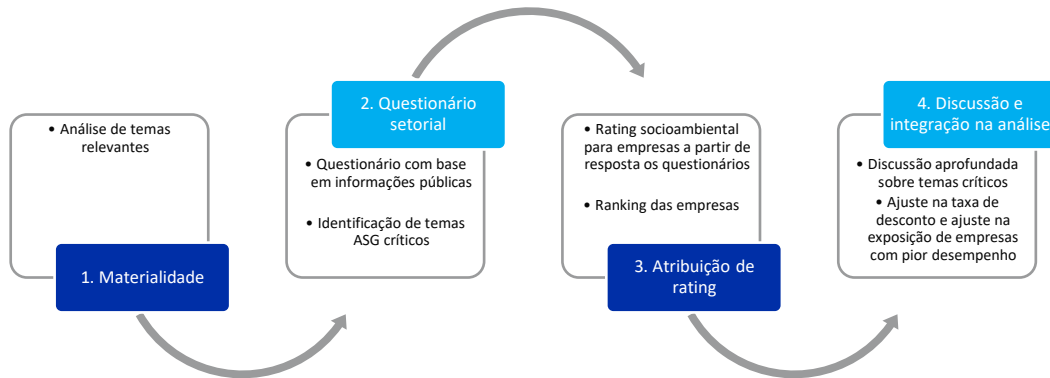 • Análise de temas
relevantes
1. Materialidade
2. Questionário
setorial
• Questionário com base
em informações públicas
• Identificação de temas
ASG críticos
• Rating socioambiental
para empresas a partir de
resposta os questionários
• Ranking das empresas
3. Atribuição de
rating
4. Discussão e
integração na análise
• Discussão aprofundada
sobre temas críticos
• Ajuste na taxa de
desconto e ajuste na
exposição de empresas
com pior desempenho